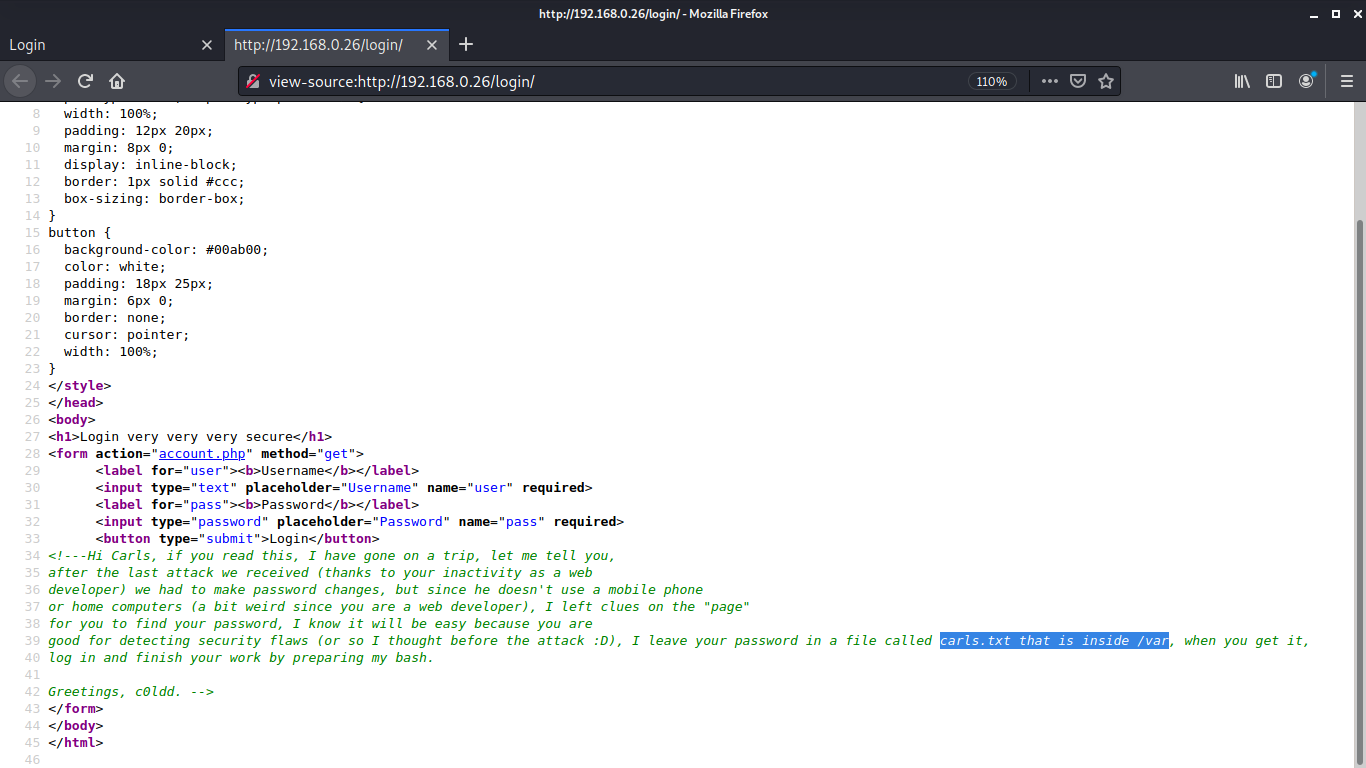 http://192.168.0.26/login/ - Mozilla Firefox
Login
http://192.168.0.26/login/
view-source:http://192.168.0.26/login/
110%
8 width: 100%;
9 padding: 12px 20px;
10 margin: 8px 0;
11 display: inline-block;
12 border: 1px solid #ccc;
13 box-sizing: border-box;
14 }
15 button {
16 background-color: #00ab00;
17 color: white;
18 padding: 18px 25px;
19 margin: 6px 0;
20 border: none;
21 cursor: pointer;
22 width: 100%;
23 }
24 </style>
25 </head>
26 <body>
27 <h1>Login very very very secure</h1>
28 <form action="account.php" method="get">
29 <label for="user"><b>Username</b></label>
30 <input type="text" placeholder="Username" name="user" required>
31 <label for="pass"><b>Password</b></label>
32 <input type="password" placeholder="Password" name="pass" required>
33 <button type="submit">Login</button>
34 <!---Hi Carls, if you read this, I have gone on a trip, let me tell you,
35 after the last attack we received (thanks to your inactivity as a web
36 developer) we had to make password changes, but since he doesn't use a mobile phone
37 or home computers (a bit weird since you are a web developer), I left clues on the "page"
38 for you to find your password, I know it will be easy because you are
39 good for detecting security flaws (or so I thought before the attack :D), I leave your password in a file called carls.txt that is inside /var, when you get it,
40 log in and finish your work by preparing my bash.
41
42 Greetings, c0ldd. -->
43 </form>
44 </body>
45 </html>
46